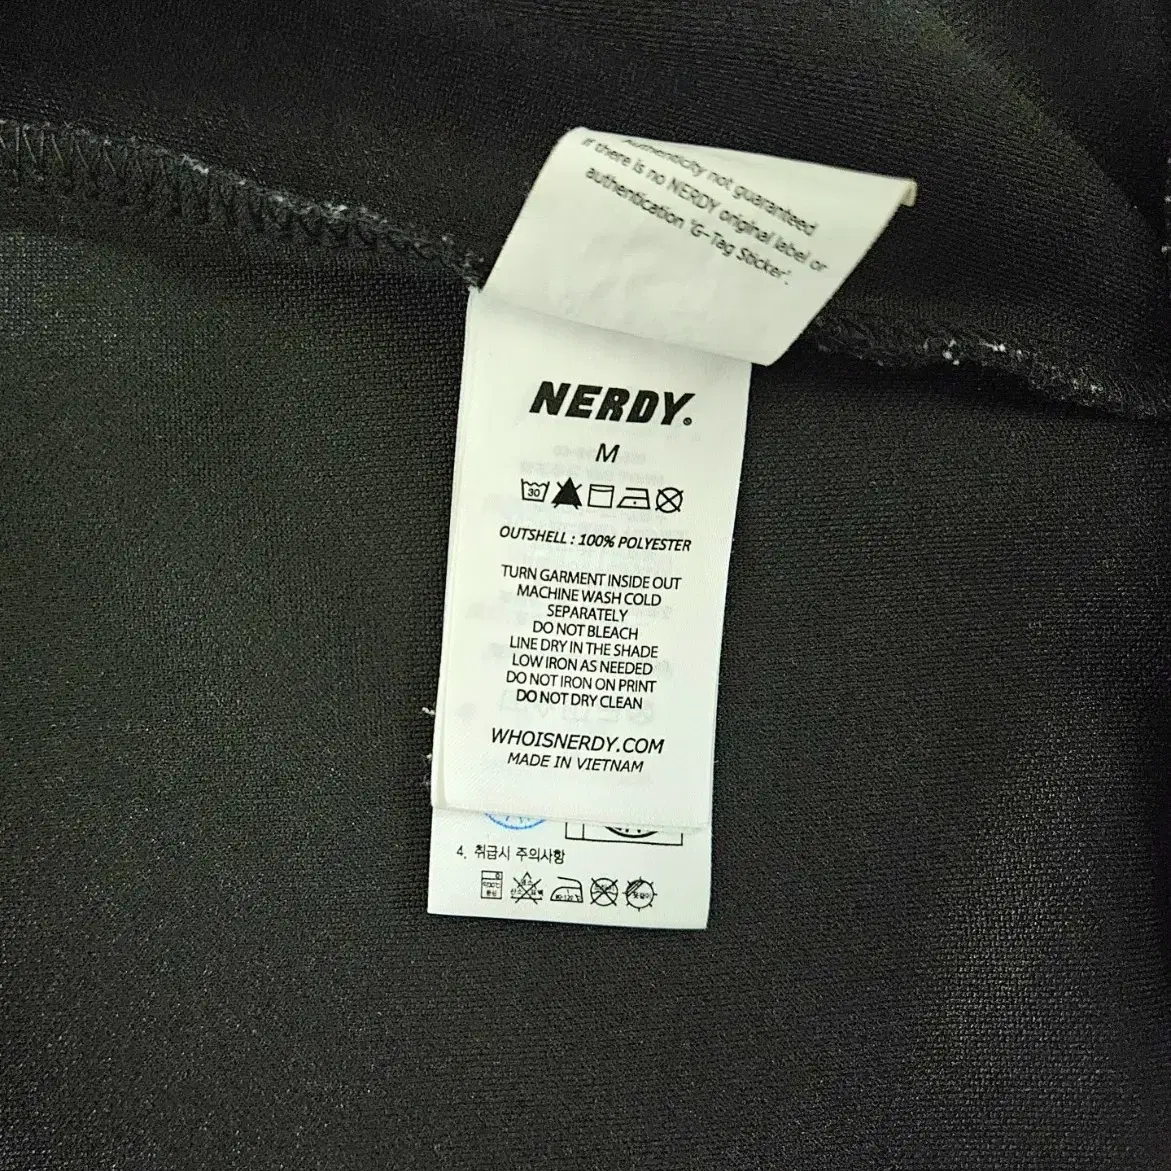 Authenticity not guaranteed
if there is no NERDY original label or
authentication 'G-Tag Sticker'.
NERDY®
M
30
OUTSHELL : 100% POLYESTER
TURN GARMENT INSIDE OUT
MACHINE WASH COLD
SEPARATELY
DO NOT BLEACH
LINE DRY IN THE SHADE
LOW IRON AS NEEDED
DO NOT IRON ON PRINT
DO NOT DRY CLEAN
WHOISNERDY.COM
MADE IN VIETNAM
4. 취급시 주의사항